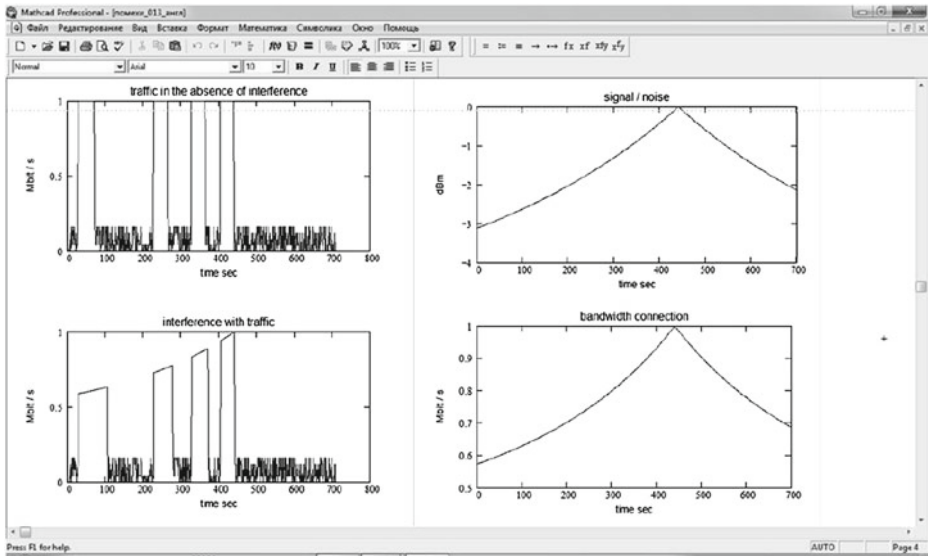 Mathcad Professional - [помехи_013_англ]
Файл Редактирование Вид Вставка Формат Математика Символика Окно Помощь
100%
Normal Arial 10 B I U
traffic in the absence of interference
1
0.5
0
Mbit / s
0 100 200 300 400 500 600 700 800
time sec
signal / noise
0
-1
-2
-3
-4
dBm
0 100 200 300 400 500 600 700
time sec
interference with traffic
1
0.5
0
Mbit / s
0 100 200 300 400 500 600 700 800
time sec
bandwidth connection
1
0.9
0.8
0.7
0.6
0.5
Mbit / s
0 100 200 300 400 500 600 700
time sec
Press F1 for help.
AUTO
Page 4